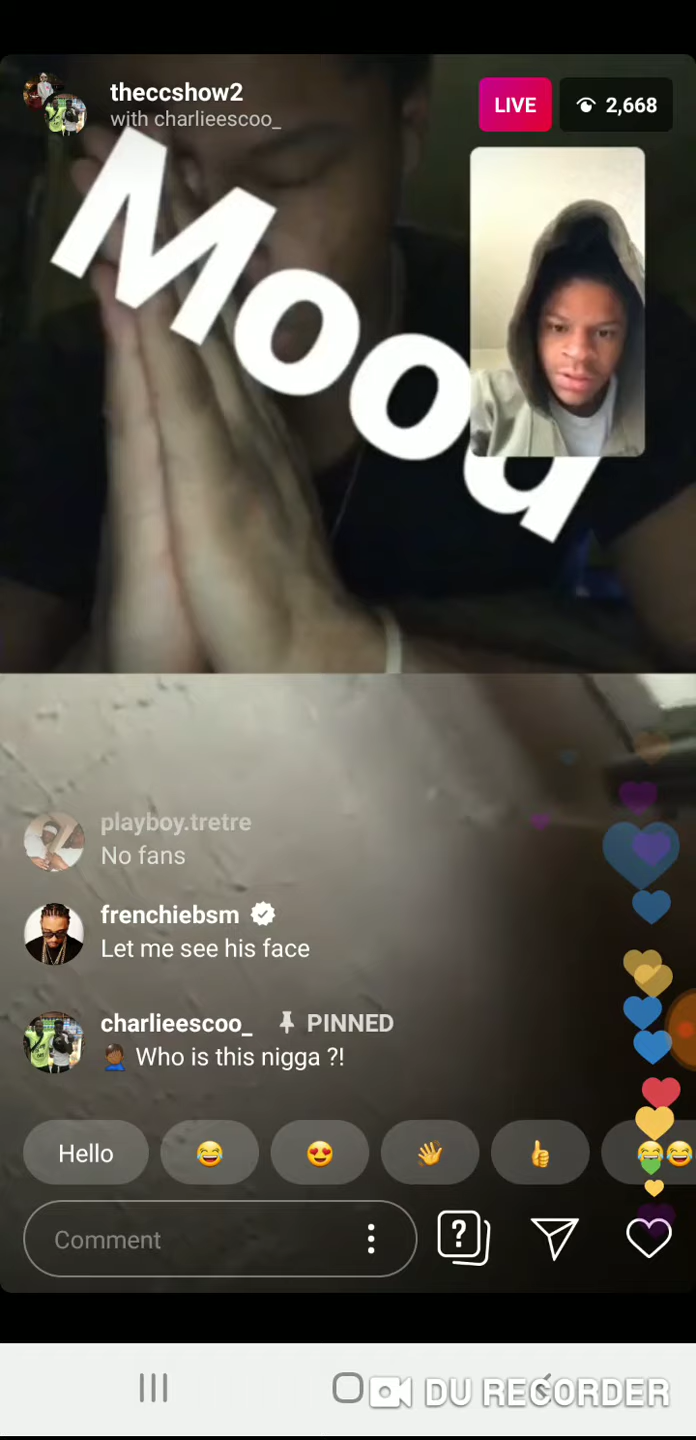 theccshow2
with charlieescoo_
LIVE
2,668
Mood
playboy.tretre
No fans
frenchiebsm
Let me see his face
charlieescoo_ PINNED
🤦🏾‍♂️ Who is this nigga ?!
Hello 😂 😍 👋 👍 😂😂
Comment
?
DU RECORDER